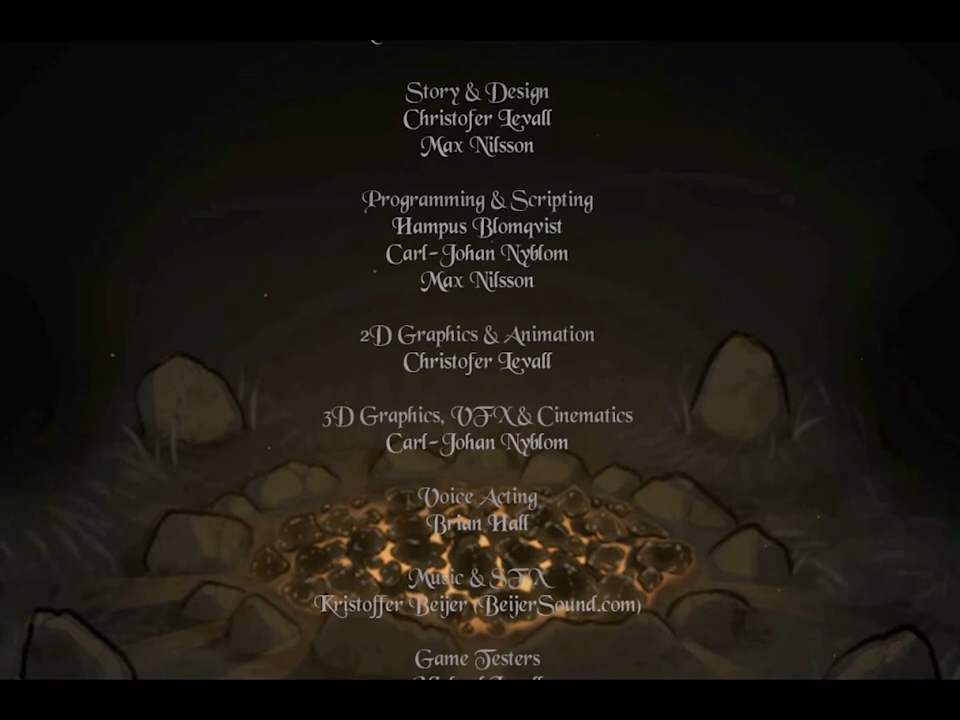 Story & Design
Christofer Levall
Max Nilsson
Programming & Scripting
Hampus Blomqvist
Carl-Johan Nyblom
Max Nilsson
2D Graphics & Animation
Christofer Levall
3D Graphics, VFX & Cinematics
Carl-Johan Nyblom
Voice Acting
Brian Hall
Music & SFX
Kristoffer Beijer (BeijerSound.com)
Game Testers